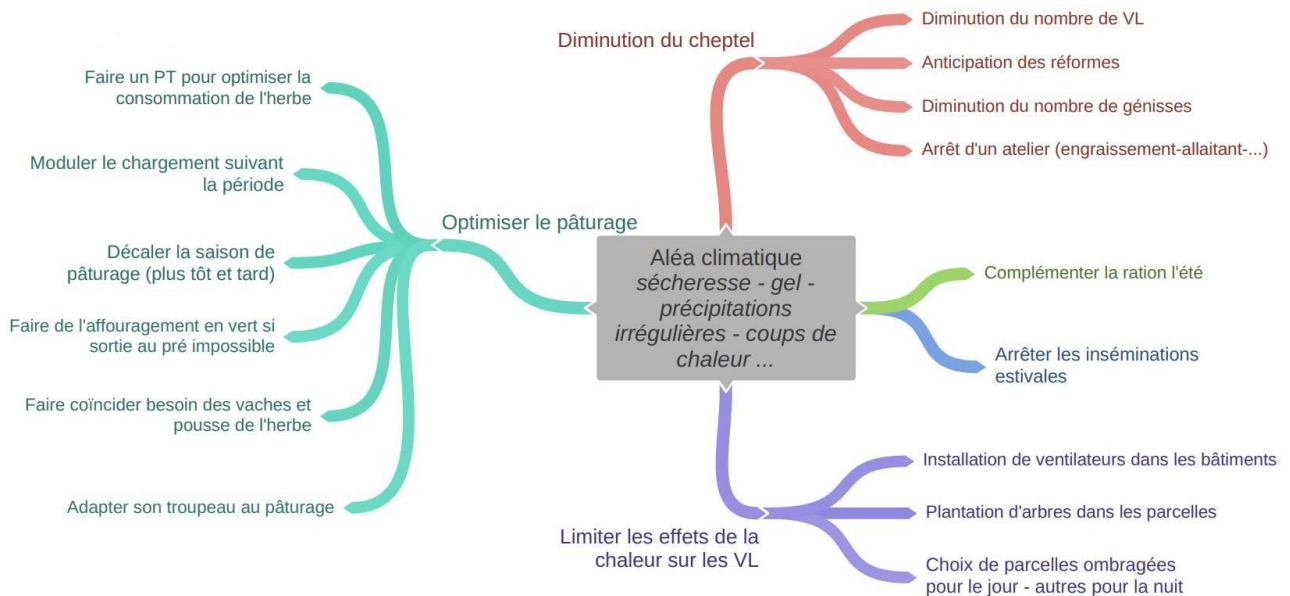 Diminution du cheptel
Diminution du nombre de VL
Anticipation des réformes
Diminution du nombre de génisses
Arrêt d'un atelier (engraissement-allaitant-...)
Faire un PT pour optimiser la
consommation de l'herbe
Moduler le chargement suivant
la période
Décaler la saison de
pâturage (plus tôt et tard)
Faire de l'affouragement en vert si
sortie au pré impossible
Faire coïncider besoin des vaches et
pousse de l'herbe
Adapter son troupeau au pâturage
Optimiser le pâturage
Aléa climatique
sécheresse - gel -
précipitations
irrégulières - coups de
chaleur ...
Complémenter la ration l'été
Arrêter les inséminations
estivales
Limiter les effets de la
chaleur sur les VL
Installation de ventilateurs dans les bâtiments
Plantation d'arbres dans les parcelles
Choix de parcelles ombragées
pour le jour - autres pour la nuit